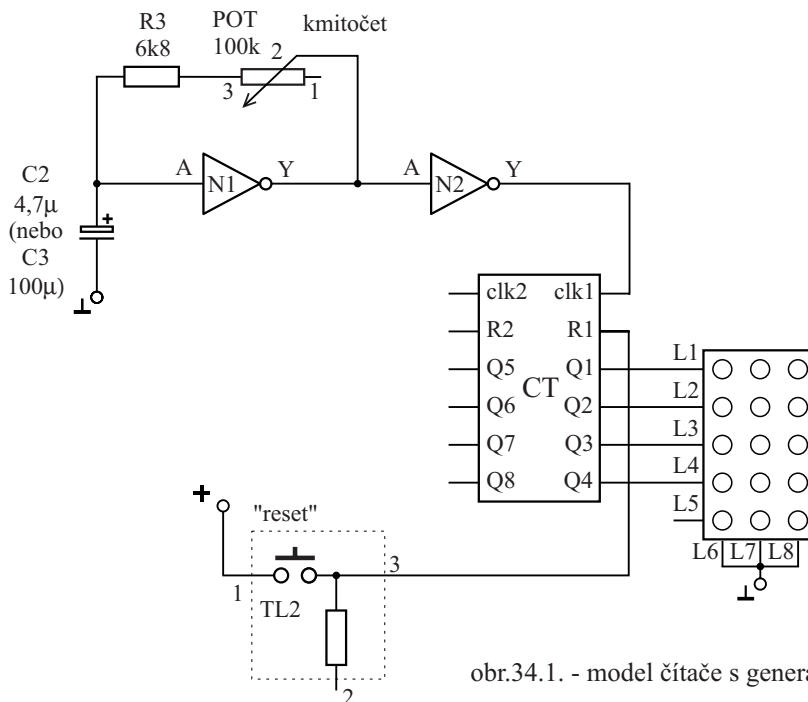 R3
6k8
POT
100k
kmitočet
2
3
1
A
N1
Y
A
N2
Y
C2
4,7µ
(nebo
C3
100µ)
+
clk2
clk1
R2
R1
Q5
Q1
Q6
CT
Q2
Q7
Q3
Q8
Q4
L1
L2
L3
L4
L5
L6
L7
L8
+
"reset"
1
TL2
3
2
obr.34.1. - model čítače s generá